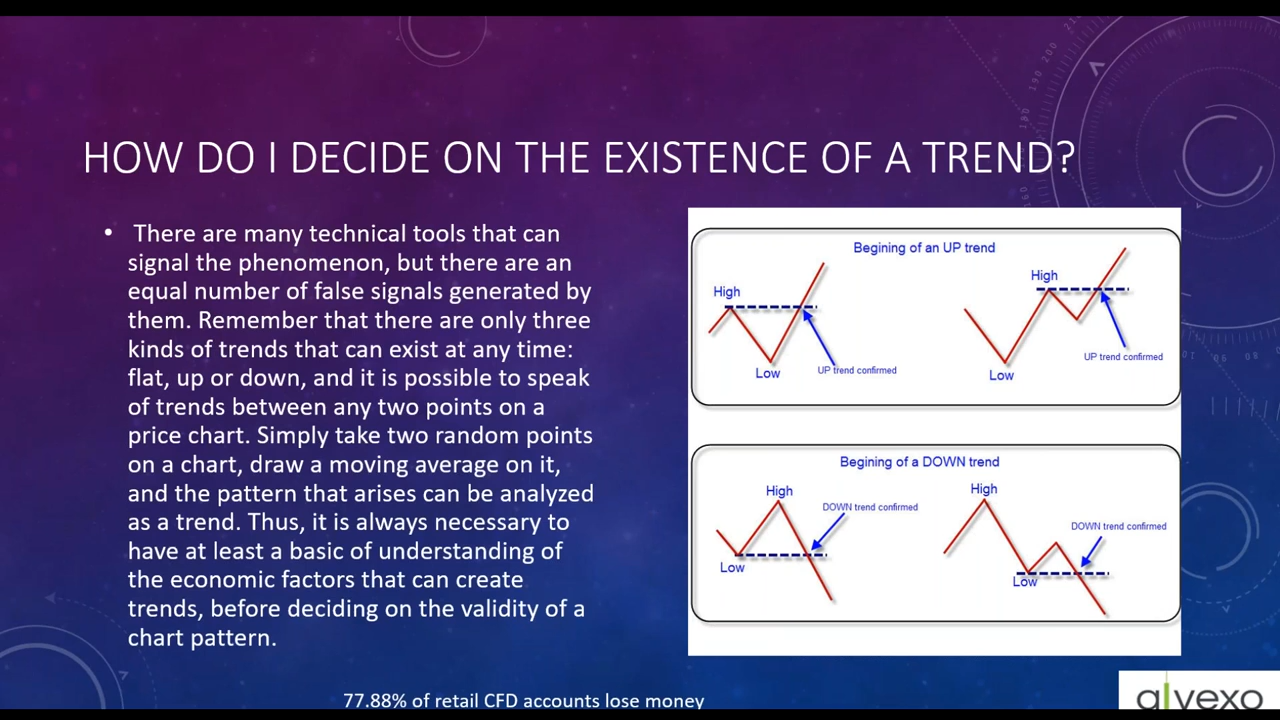 HOW DO I DECIDE ON THE EXISTENCE OF A TREND?
• There are many technical tools that can
signal the phenomenon, but there are an
equal number of false signals generated by
them. Remember that there are only three
kinds of trends that can exist at any time:
flat, up or down, and it is possible to speak
of trends between any two points on a
price chart. Simply take two random points
on a chart, draw a moving average on it,
and the pattern that arises can be analyzed
as a trend. Thus, it is always necessary to
have at least a basic of understanding of
the economic factors that can create
trends, before deciding on the validity of a
chart pattern.
Begining of an UP trend
High
Low
UP trend confirmed
High
Low
UP trend confirmed
Begining of a DOWN trend
High
Low
DOWN trend confirmed
High
Low
DOWN trend confirmed
77.88% of retail CFD accounts lose money
alvexo
210
200
190